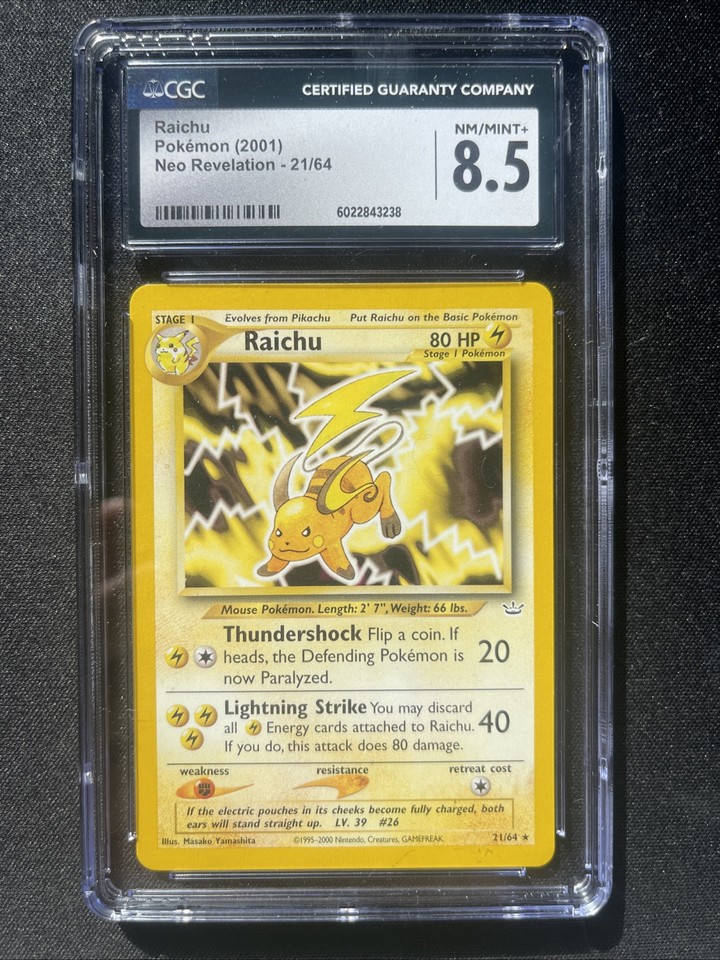 CGC
CERTIFIED GUARANTY COMPANY
Raichu
Pokémon (2001)
Neo Revelation - 21/64
NM/MINT+
8.5
6022843238
STAGE 1 Evolves from Pikachu Put Raichu on the Basic Pokémon
Raichu 80 HP
Stage 1 Pokémon
Mouse Pokémon. Length: 2' 7", Weight: 66 lbs.
Thundershock Flip a coin. If
heads, the Defending Pokémon is 20
now Paralyzed.
Lightning Strike You may discard
all Energy cards attached to Raichu. 40
If you do, this attack does 80 damage.
weakness resistance retreat cost
If the electric pouches in its cheeks become fully charged, both
ears will stand straight up. LV. 39 #26
Illus. Masako Yamashita ©1995-2000 Nintendo, Creatures, GAMEFREAK. 21/64 ★